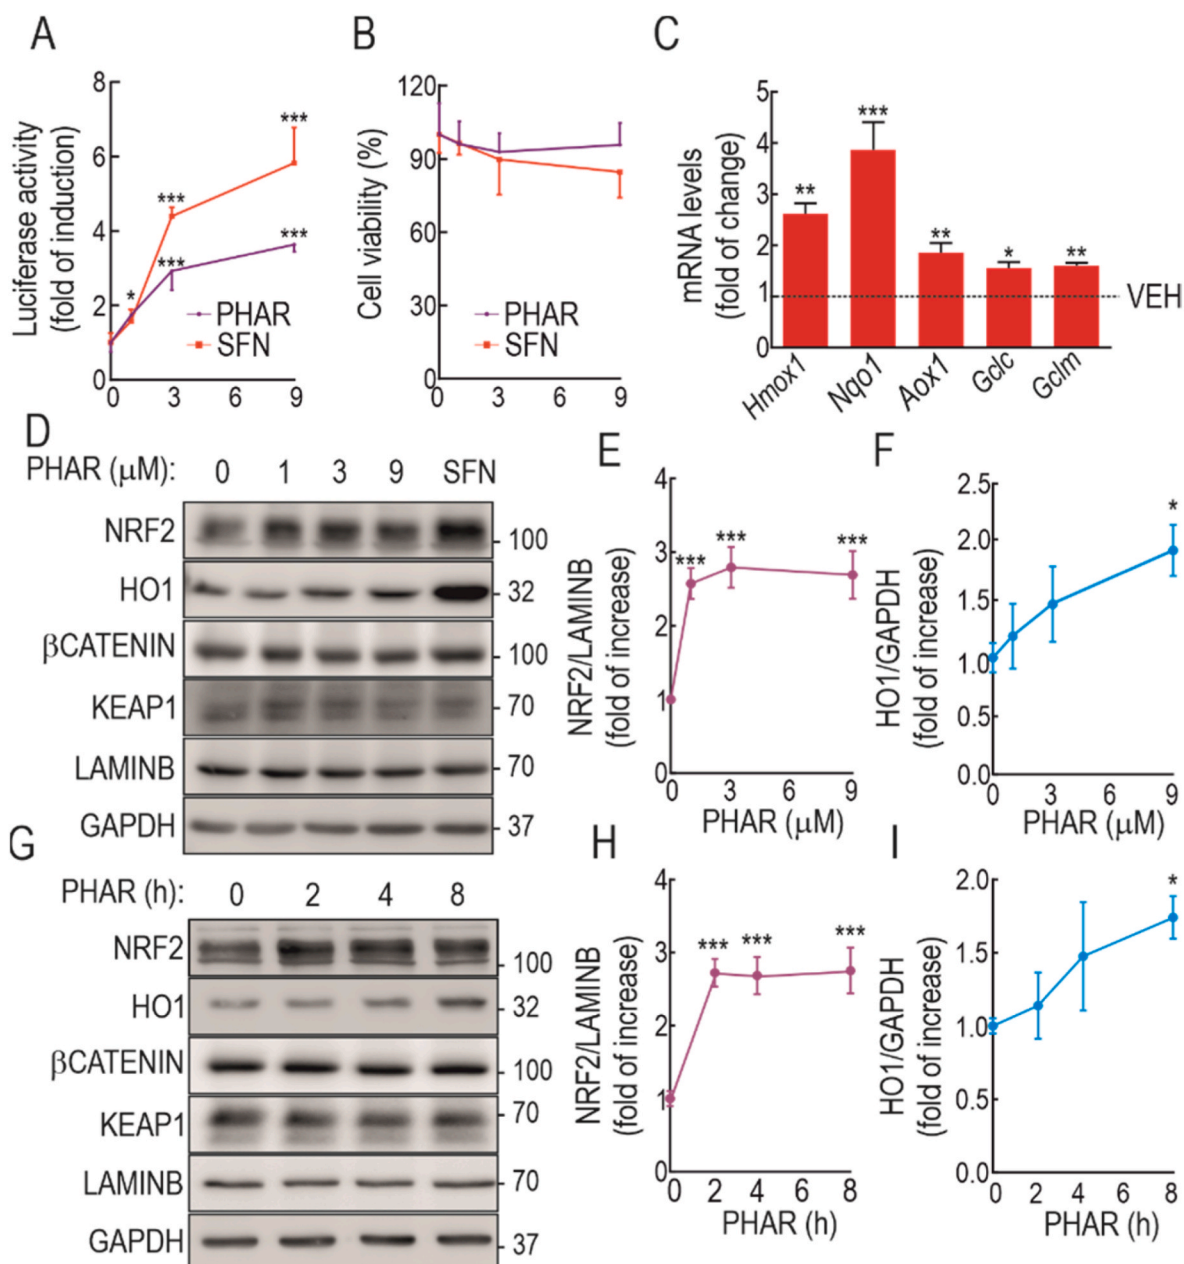 A
Luciferase activity
(fold of induction)
8
6
4
2
0
***
***
***
***
*
PHAR
SFN
0 3 6 9
B
Cell viability (%)
120
90
60
30
0
PHAR
SFN
0 3 6 9
C
mRNA levels
(fold of change)
5
4
3
2
1
0
** *** ** * **
VEH
Hmox1 Nqo1 Aox1 Gclc Gclm
D
PHAR (μM): 0 1 3 9 SFN
NRF2 100
HO1 32
βCATENIN 100
KEAP1 70
LAMINB 70
GAPDH 37
E
NRF2/LAMINB
(fold of increase)
4
3
2
1
0
*** *** ***
0 3 6 9
PHAR (μM)
F
HO1/GAPDH
(fold of increase)
2.5
2.0
1.5
1.0
0.5
0.0
*
0 3 6 9
PHAR (μM)
G
PHAR (h): 0 2 4 8
NRF2 100
HO1 32
βCATENIN 100
KEAP1 70
LAMINB 70
GAPDH 37
H
NRF2/LAMINB
(fold of increase)
4
3
2
1
0
*** *** ***
0 2 4 6 8
PHAR (h)
I
HO1/GAPDH
(fold of increase)
2.0
1.5
1.0
0.5
0.0
*
0 2 4 6 8
PHAR (h)